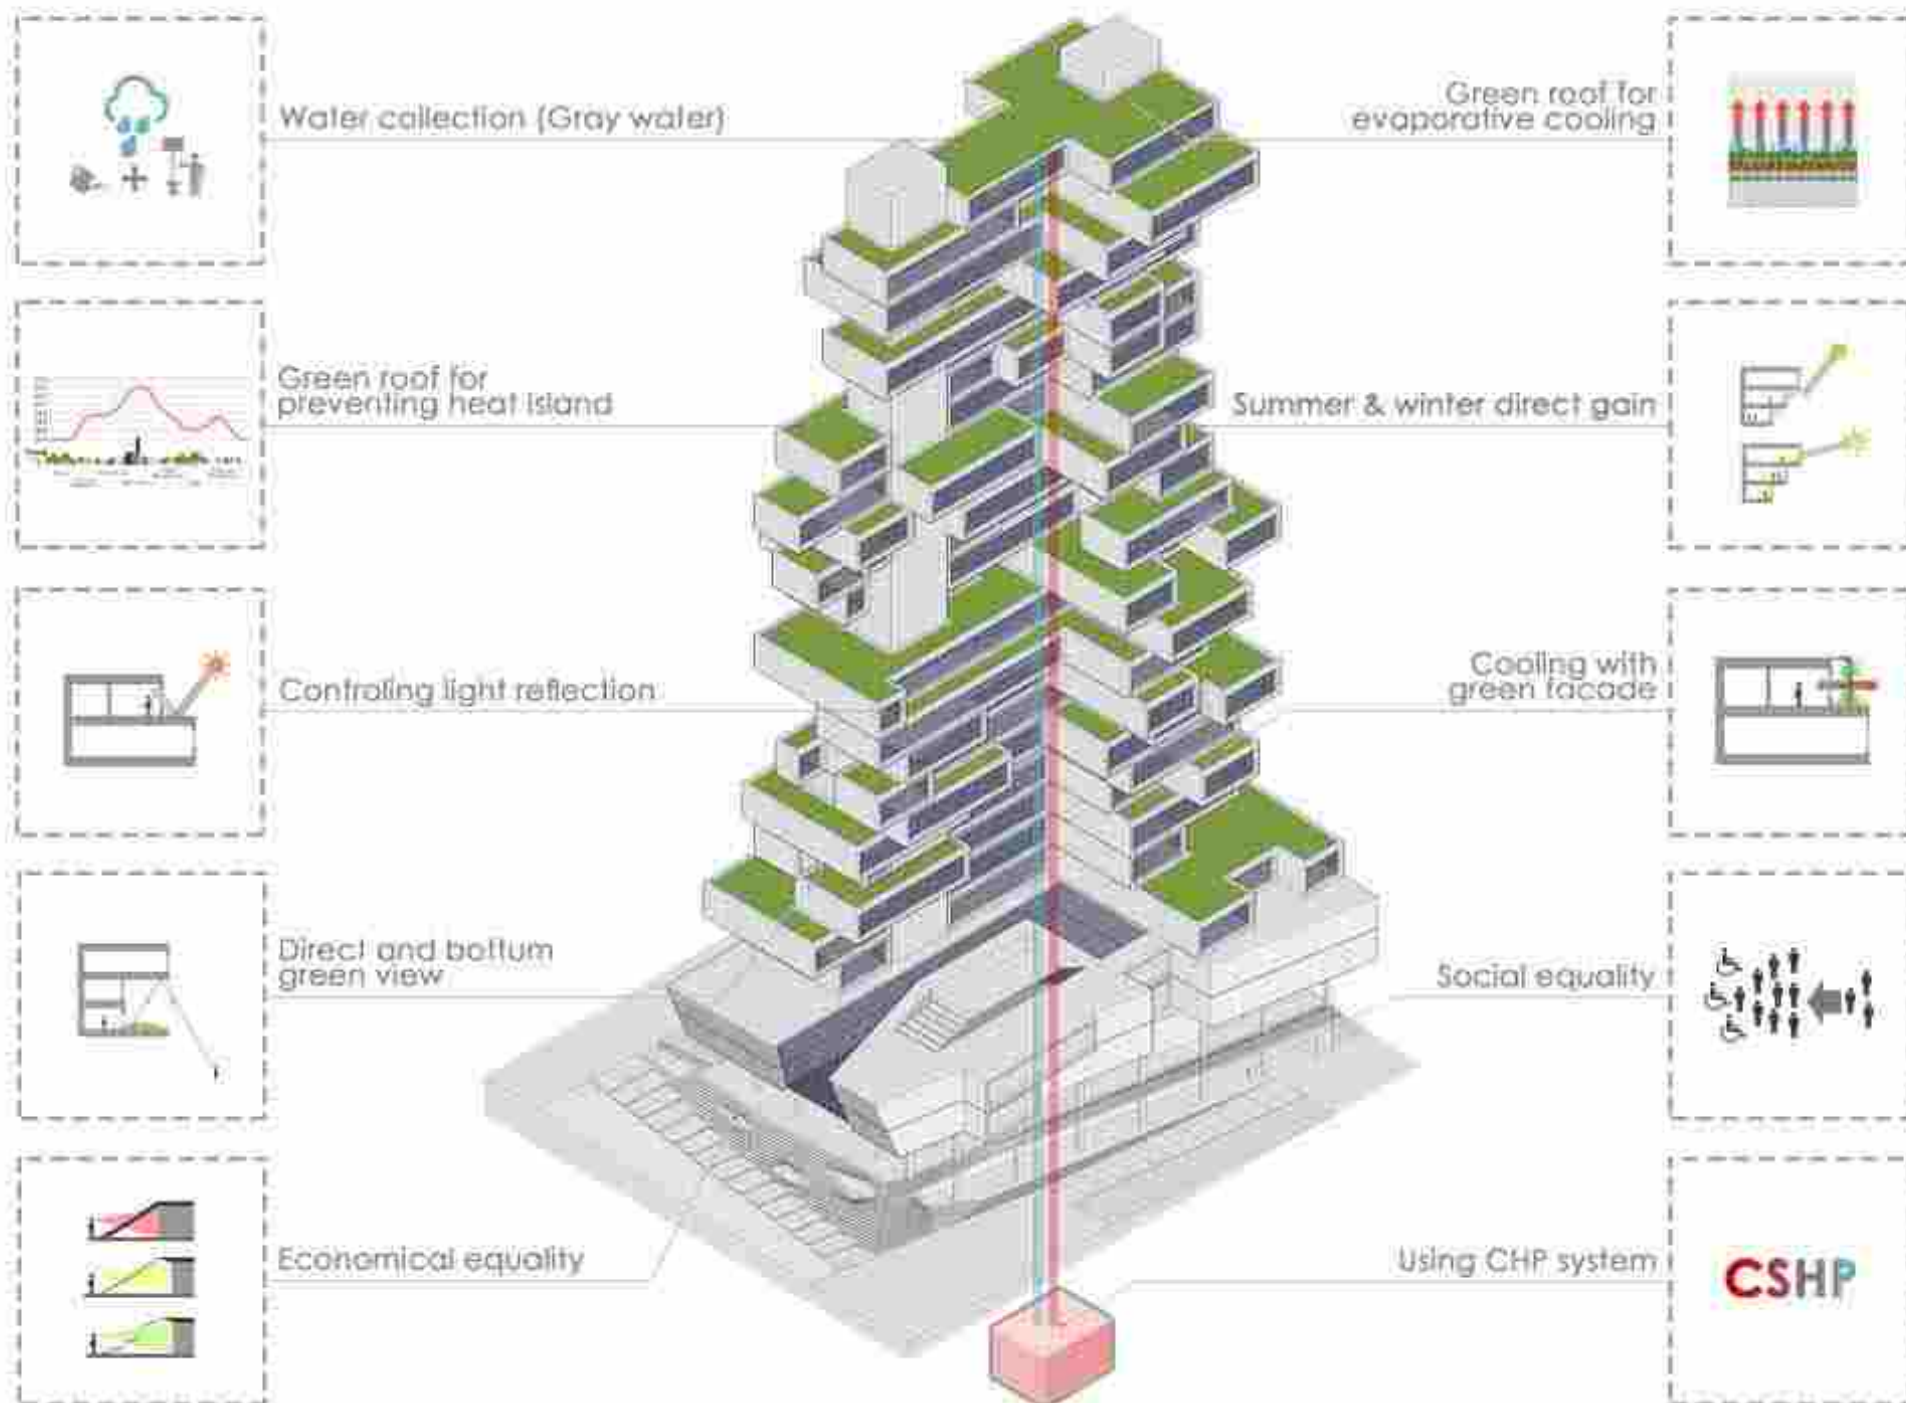 Water collection (Gray water)
Green roof for
preventing heat island
Controling light reflection
Direct and bottum
green view
Economical equality
Green roof for
evaporative cooling
Summer & winter direct gain
Cooling with
green facade
Social equality
Using CHP system
CSHP